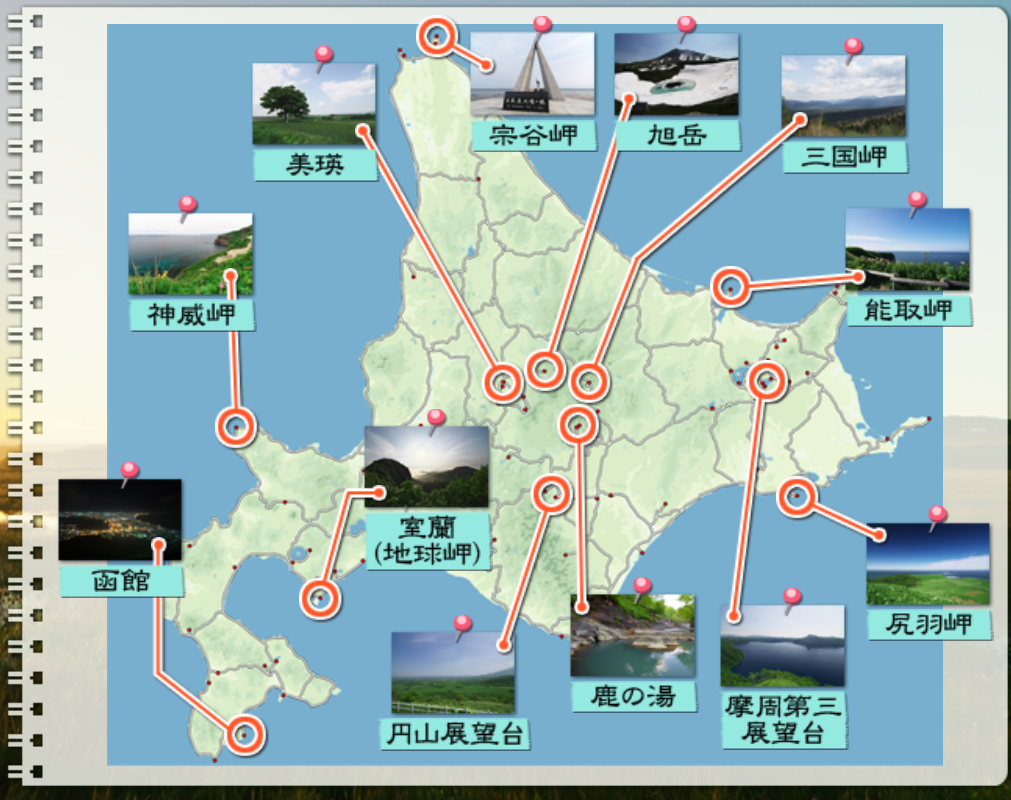 宗谷岬
旭岳
三国岬
美瑛
能取岬
神威岬
室蘭
(地球岬)
函館
尻羽岬
鹿の湯
摩周第三
展望台
円山展望台